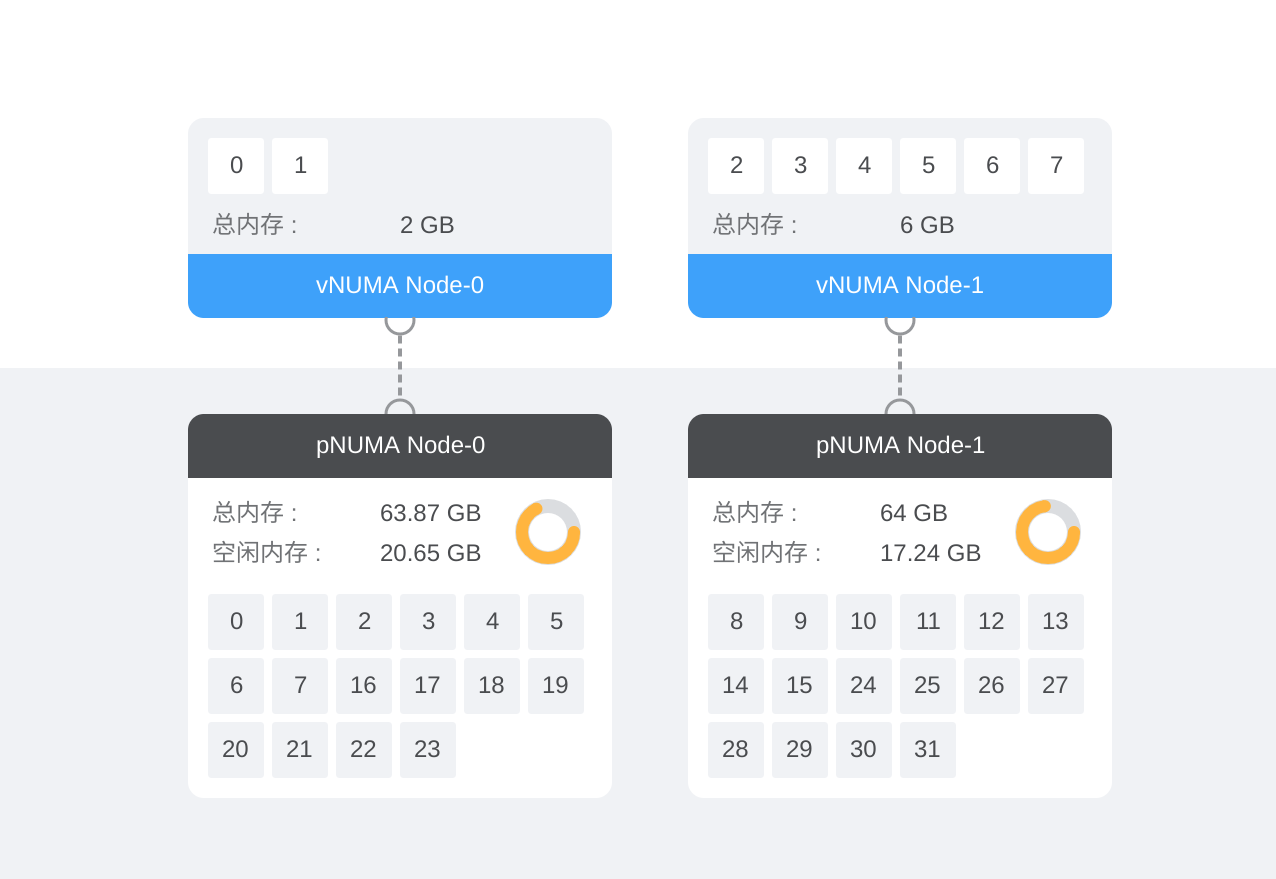 0 1
总内存 : 2 GB
vNUMA Node-0
2 3 4 5 6 7
总内存 : 6 GB
vNUMA Node-1
pNUMA Node-0
总内存 : 63.87 GB
空闲内存 : 20.65 GB
0 1 2 3 4 5
6 7 16 17 18 19
20 21 22 23
pNUMA Node-1
总内存 : 64 GB
空闲内存 : 17.24 GB
8 9 10 11 12 13
14 15 24 25 26 27
28 29 30 31